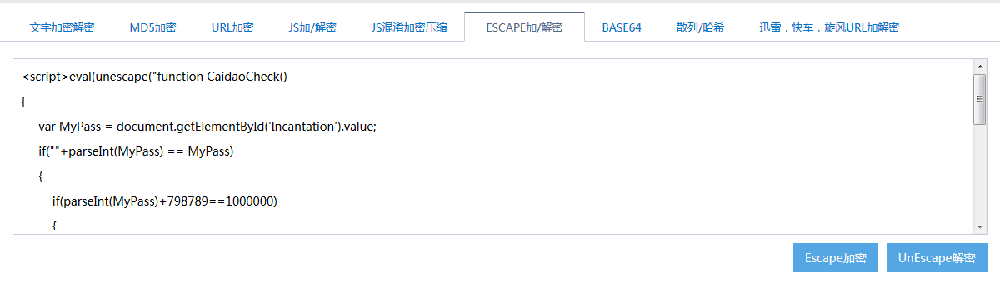 文字加密解密 MD5加密 URL加密 JS加/解密 JS混淆加密压缩 ESCAPE加/解密 BASE64 散列/哈希 迅雷，快车，旋风URL加解密
<script>eval(unescape("function CaidaoCheck()
{
var MyPass = document.getElementById('Incantation').value;
if(""+parseInt(MyPass) == MyPass)
{
if(parseInt(MyPass)+798789==1000000)
{
Escape加密 UnEscape解密